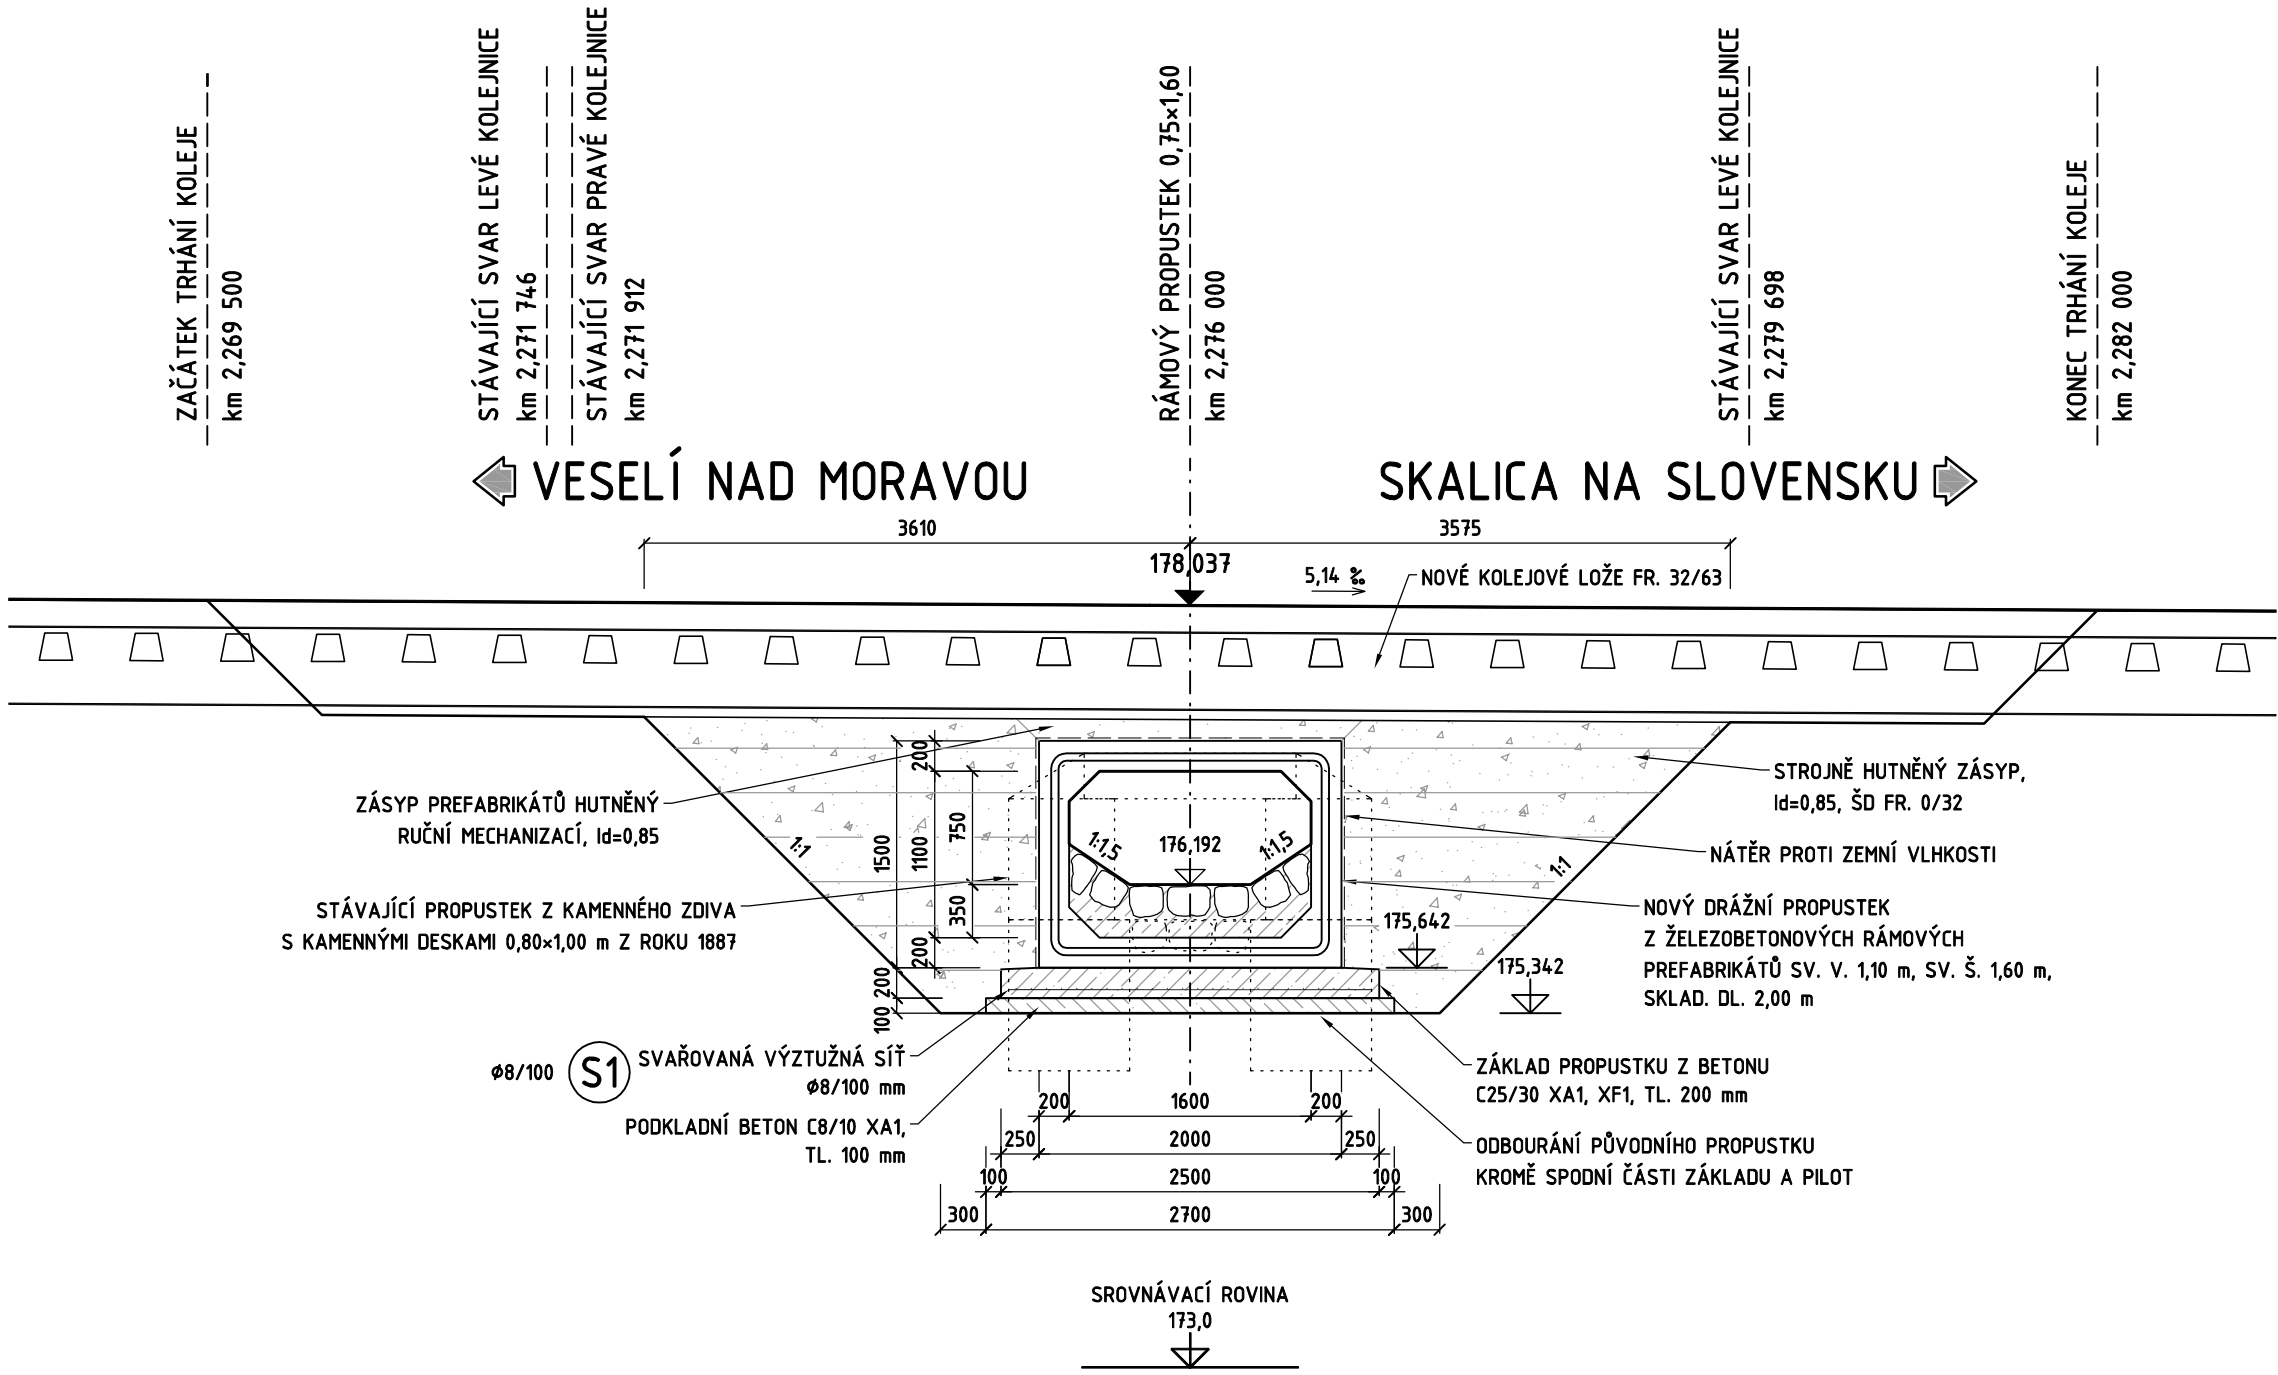 ZAČÁTEK TRHÁNÍ KOLEJE
km 2,269 500
STÁVAJÍCÍ SVAR LEVÉ KOLEJNICE
km 2,271 746
STÁVAJÍCÍ SVAR PRAVÉ KOLEJNICE
km 2,271 912
RÁMOVÝ PROPUSTEK 0,75×1,60
km 2,276 000
STÁVAJÍCÍ SVAR LEVÉ KOLEJNICE
km 2,279 698
KONEC TRHÁNÍ KOLEJE
km 2,282 000
VESELÍ NAD MORAVOU
SKALICA NA SLOVENSKU
3610
3575
178,037
5,14 ‰
NOVÉ KOLEJOVÉ LOŽE FR. 32/63
ZÁSYP PREFABRIKÁTŮ HUTNĚNÝ
RUČNÍ MECHANIZACÍ, Id=0,85
STÁVAJÍCÍ PROPUSTEK Z KAMENNÉHO ZDIVA
S KAMENNÝMI DESKAMI 0,80×1,00 m Z ROKU 1887
1:1
1500
200
100
200
1100
200
750
350
1:1,5
176,192
1:1,5
1:1
STROJNĚ HUTNĚNÝ ZÁSYP,
Id=0,85, ŠD FR. 0/32
NÁTĚR PROTI ZEMNÍ VLHKOSTI
NOVÝ DRÁŽNÍ PROPUSTEK
Z ŽELEZOBETONOVÝCH RÁMOVÝCH
PREFABRIKÁTŮ SV. V. 1,10 m, SV. Š. 1,60 m,
SKLAD. DL. 2,00 m
175,642
175,342
ø8/100
S1
SVAŘOVANÁ VÝZTUŽNÁ SÍŤ
ø8/100 mm
PODKLADNÍ BETON C8/10 XA1,
TL. 100 mm
ZÁKLAD PROPUSTKU Z BETONU
C25/30 XA1, XF1, TL. 200 mm
ODBOURÁNÍ PŮVODNÍHO PROPUSTKU
KROMĚ SPODNÍ ČÁSTI ZÁKLADU A PILOT
200 1600 200
250 2000 250
100 2500 100
300 2700 300
SROVNÁVACÍ ROVINA
173,0